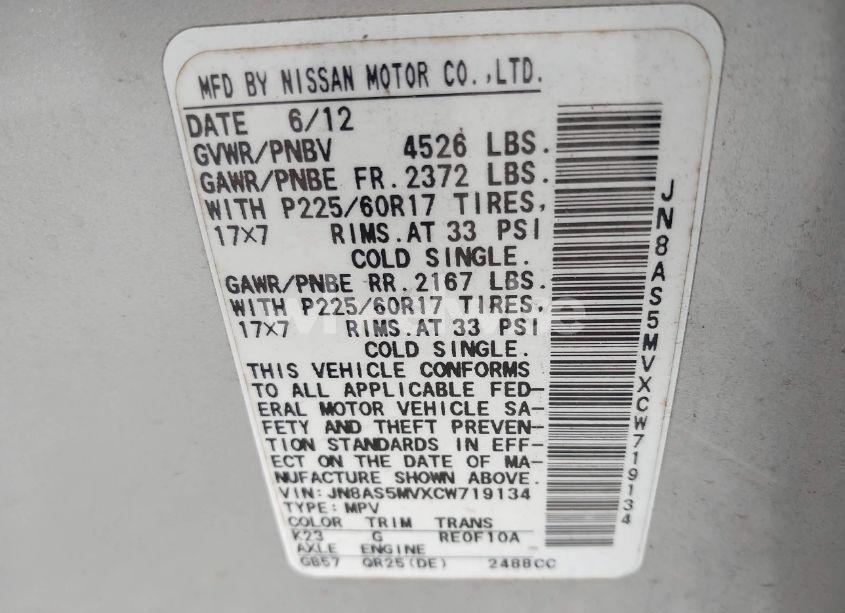 MFD BY NISSAN MOTOR CO.,LTD.
DATE 6/12
GVWR/PNBV 4526 LBS.
GAWR/PNBE FR. 2372 LBS.
WITH P225/60R17 TIRES,
17×7 RIMS.AT 33 PSI
COLD SINGLE.
GAWR/PNBE RR. 2167 LBS.
WITH P225/60R17 TIRES,
17×7 RIMS.AT 33 PSI
COLD SINGLE.
THIS VEHICLE CONFORMS
TO ALL APPLICABLE FED-
ERAL MOTOR VEHICLE SA-
FETY AND THEFT PREVEN-
TION STANDARDS IN EFF-
ECT ON THE DATE OF MA-
NUFACTURE SHOWN ABOVE.
VIN: JN8AS5MVXCW719134
TYPE: MPV
COLOR TRIM TRANS
K23 G RE0F10A
AXLE ENGINE
GB57 QR25(DE) 2488CC
JN8AS5MVXCW719134